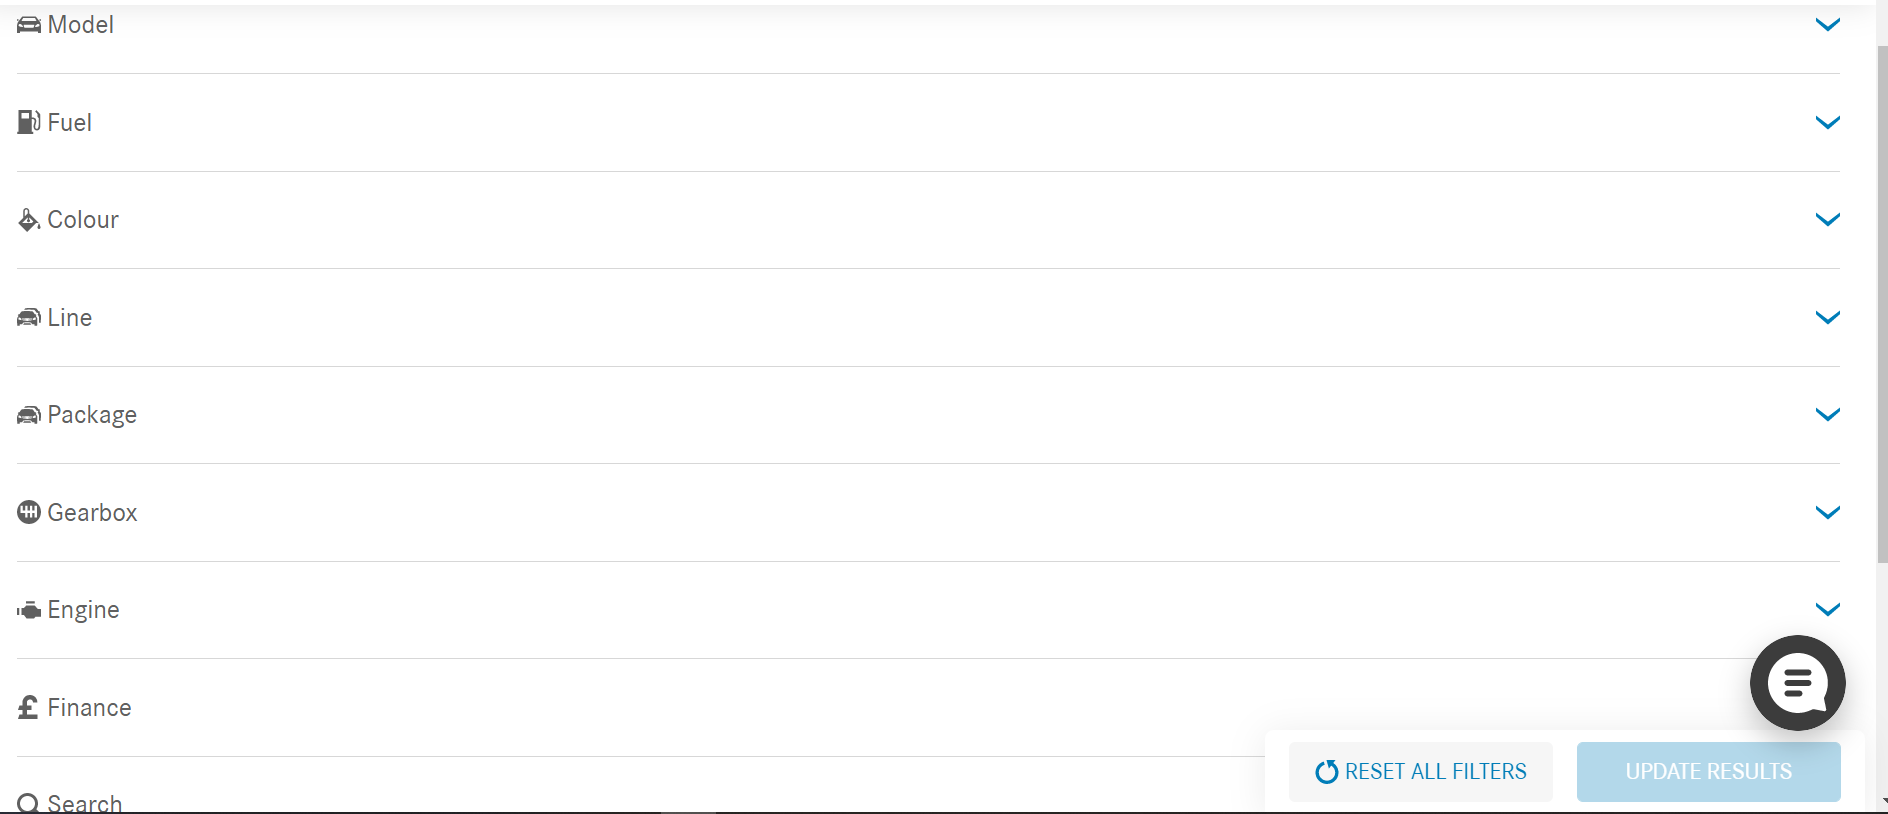 Model
Fuel
Colour
Line
Package
Gearbox
Engine
Finance
Search
RESET ALL FILTERS
UPDATE RESULTS